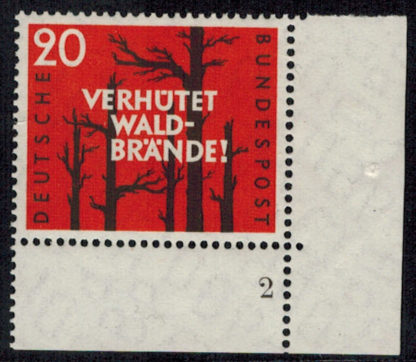 20
DEUTSCHE
BUNDESPOST
VERHÜTET
WALD-
BRÄNDE!
2